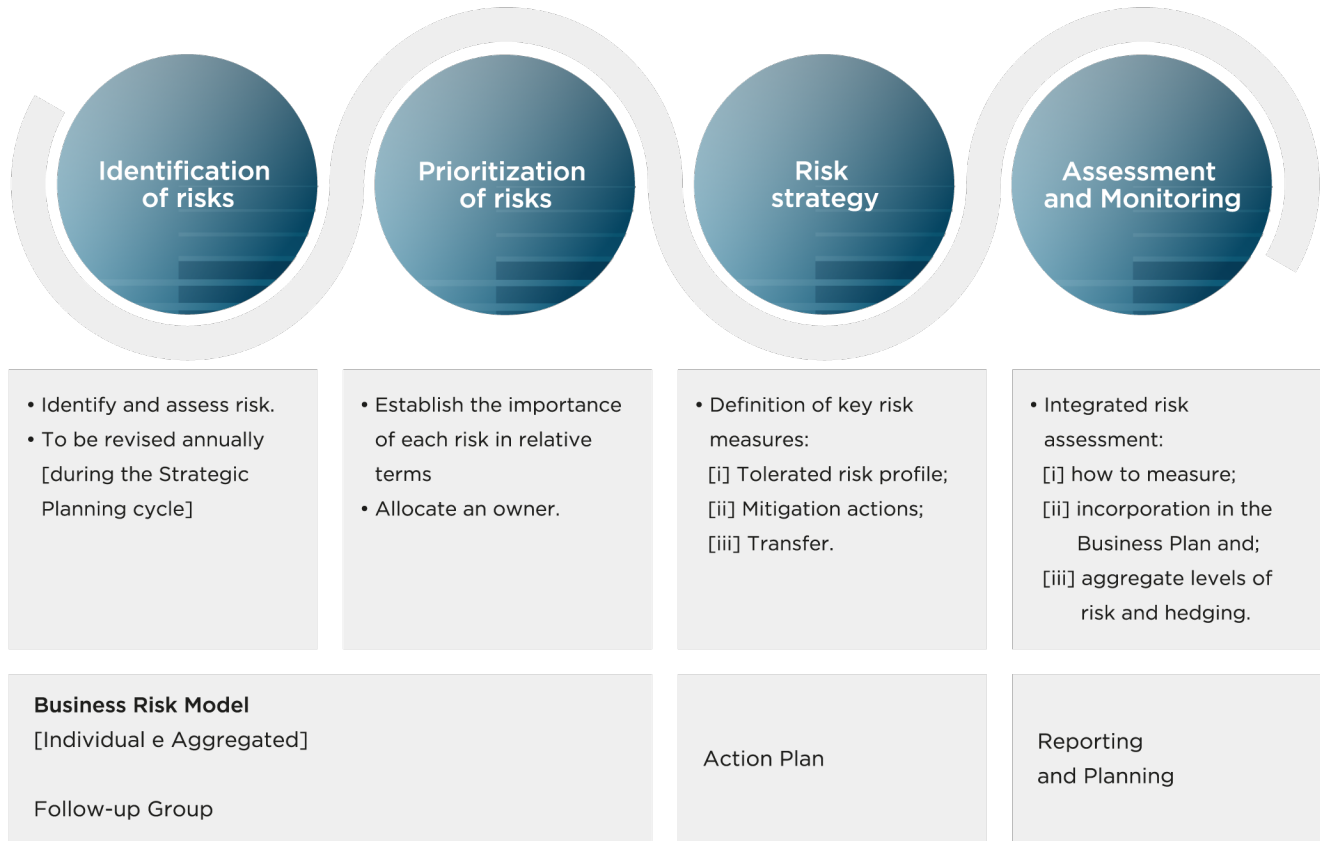 Identification
of risks
Prioritization
of risks
Risk
strategy
Assessment
and Monitoring
• Identify and assess risk.
• To be revised annually
[during the Strategic
Planning cycle]
• Establish the importance
of each risk in relative
terms
• Allocate an owner.
• Definition of key risk
measures:
[i] Tolerated risk profile;
[ii] Mitigation actions;
[iii] Transfer.
• Integrated risk
assessment:
[i] how to measure;
[ii] incorporation in the
Business Plan and;
[iii] aggregate levels of
risk and hedging.
Business Risk Model
[Individual e Aggregated]
Follow-up Group
Action Plan
Reporting
and Planning